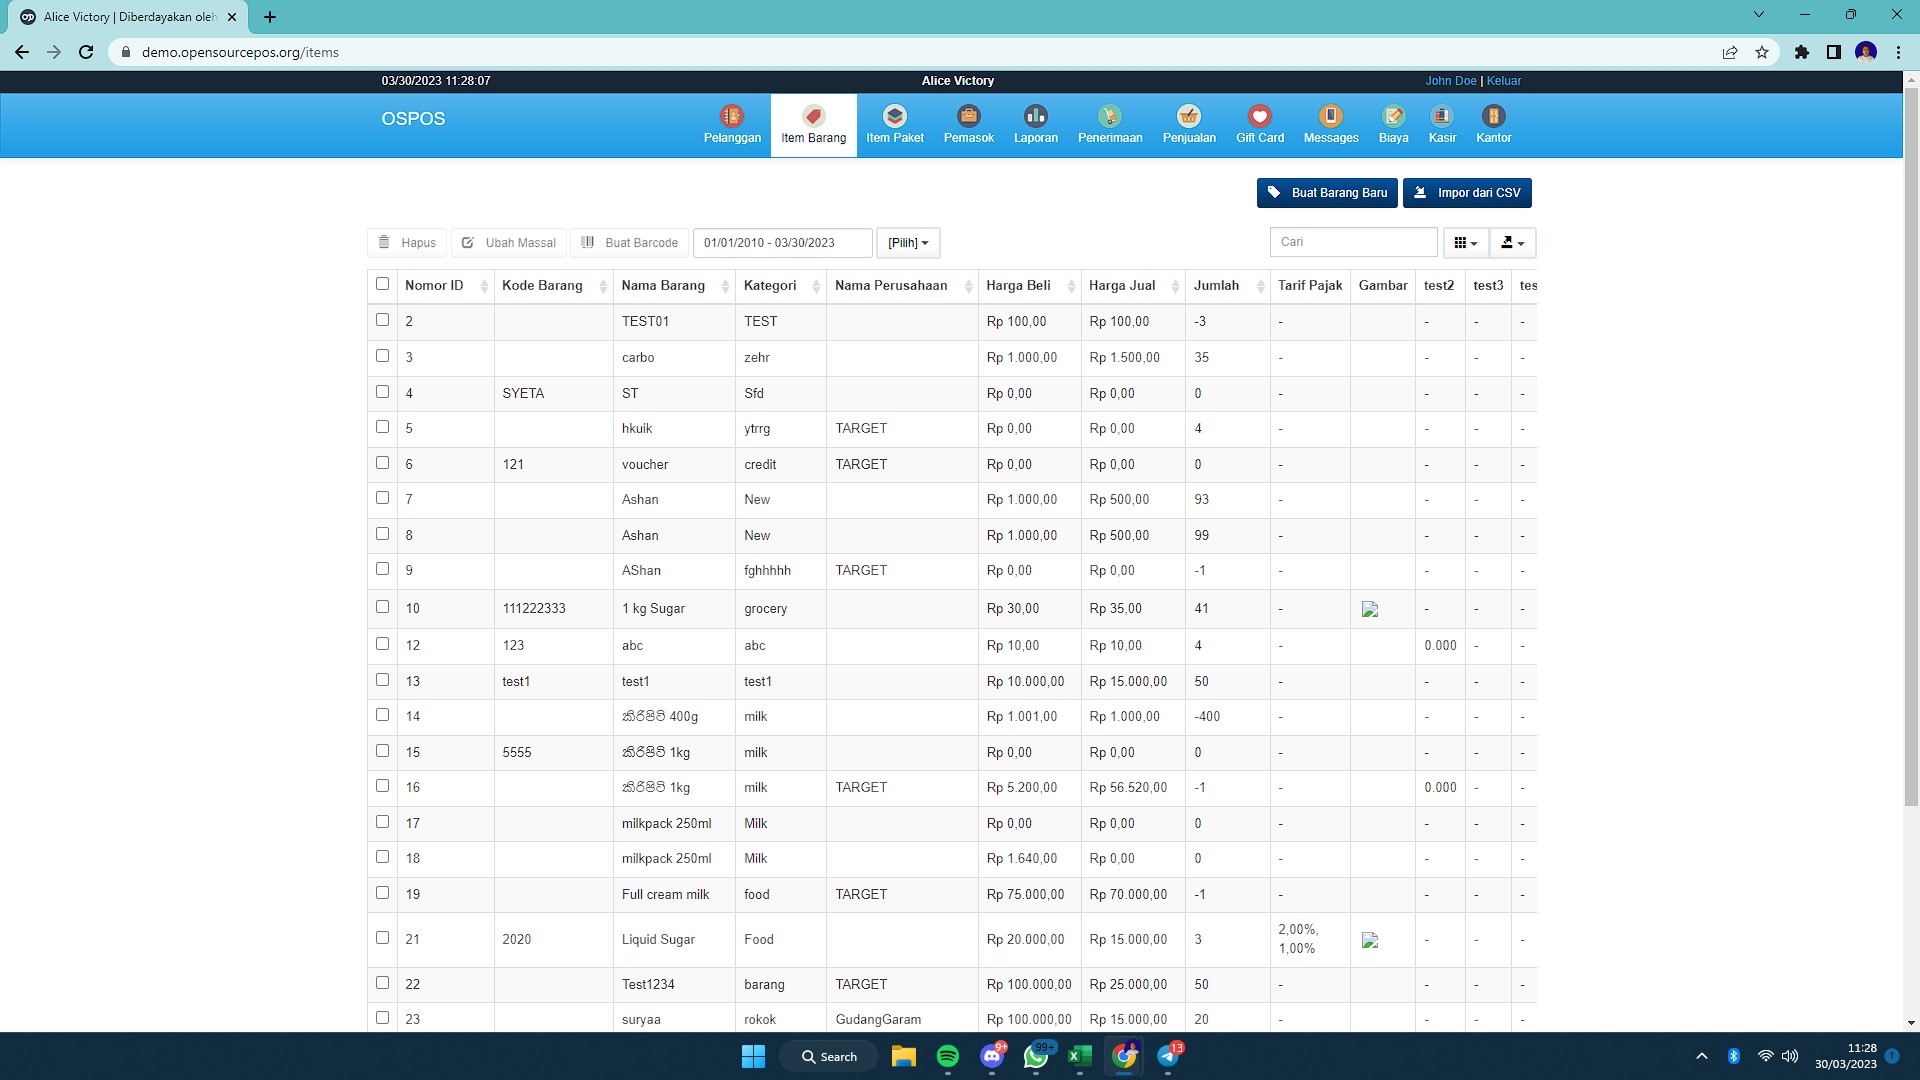 Alice Victory | Diberdayakan oleh
demo.opensourcepos.org/items
03/30/2023 11:28:07
Alice Victory
John Doe | Keluar
OSPOS
Pelanggan
Item Barang
Item Paket
Pemasok
Laporan
Penerimaan
Penjualan
Gift Card
Messages
Biaya
Kasir
Kantor
Buat Barang Baru
Impor dari CSV
Hapus
Ubah Massal
Buat Barcode
01/01/2010 - 03/30/2023
[Pilih]
Cari
Nomor ID Kode Barang Nama Barang Kategori Nama Perusahaan Harga Beli Harga Jual Jumlah Tarif Pajak Gambar test2 test3 tes
2 TEST01 TEST Rp 100,00 Rp 100,00 -3 - - - -
3 carbo zehr Rp 1.000,00 Rp 1.500,00 35 - - - -
4 SYETA ST Sfd Rp 0,00 Rp 0,00 0 - - - -
5 hkuik ytrrg TARGET Rp 0,00 Rp 0,00 4 - - - -
6 121 voucher credit TARGET Rp 0,00 Rp 0,00 0 - - - -
7 Ashan New Rp 1.000,00 Rp 500,00 93 - - - -
8 Ashan New Rp 1.000,00 Rp 500,00 99 - - - -
9 AShan fghhhhh TARGET Rp 0,00 Rp 0,00 -1 - - - -
10 111222333 1 kg Sugar grocery Rp 30,00 Rp 35,00 41 - - - -
12 123 abc abc Rp 10,00 Rp 10,00 4 - 0.000 - -
13 test1 test1 test1 Rp 10.000,00 Rp 15.000,00 50 - - - -
14 කිරිපිටි 400g milk Rp 1.001,00 Rp 1.000,00 -400 - - - -
15 5555 කිරිපිටි 1kg milk Rp 0,00 Rp 0,00 0 - - - -
16 කිරිපිටි 1kg milk TARGET Rp 5.200,00 Rp 56.520,00 -1 - 0.000 - -
17 milkpack 250ml Milk Rp 0,00 Rp 0,00 0 - - - -
18 milkpack 250ml Milk Rp 1.640,00 Rp 0,00 0 - - - -
19 Full cream milk food TARGET Rp 75.000,00 Rp 70.000,00 -1 - - - -
21 2020 Liquid Sugar Food Rp 20.000,00 Rp 15.000,00 3 2,00%, 1,00% - - -
22 Test1234 barang TARGET Rp 100.000,00 Rp 25.000,00 50 - - - -
23 suryaa rokok GudangGaram Rp 100.000,00 Rp 15.000,00 20 - - - -
Search
9+
99+
13
11:28
30/03/2023
1